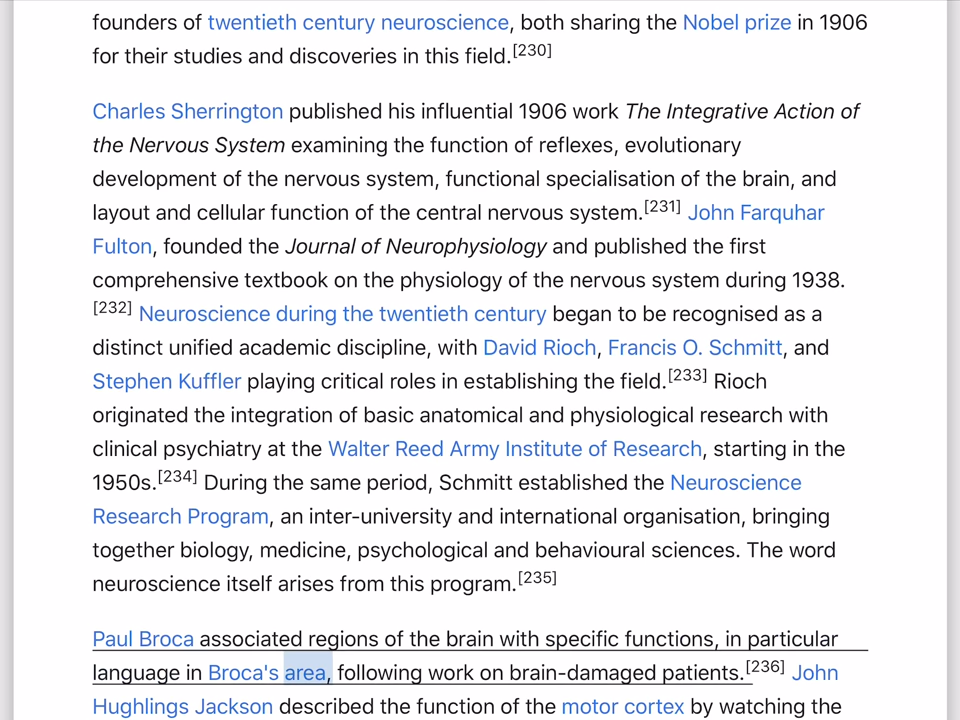 founders of twentieth century neuroscience, both sharing the Nobel prize in 1906
for their studies and discoveries in this field.[230]
Charles Sherrington published his influential 1906 work The Integrative Action of
the Nervous System examining the function of reflexes, evolutionary
development of the nervous system, functional specialisation of the brain, and
layout and cellular function of the central nervous system.[231] John Farquhar
Fulton, founded the Journal of Neurophysiology and published the first
comprehensive textbook on the physiology of the nervous system during 1938.
[232] Neuroscience during the twentieth century began to be recognised as a
distinct unified academic discipline, with David Rioch, Francis O. Schmitt, and
Stephen Kuffler playing critical roles in establishing the field.[233] Rioch
originated the integration of basic anatomical and physiological research with
clinical psychiatry at the Walter Reed Army Institute of Research, starting in the
1950s.[234] During the same period, Schmitt established the Neuroscience
Research Program, an inter-university and international organisation, bringing
together biology, medicine, psychological and behavioural sciences. The word
neuroscience itself arises from this program.[235]
Paul Broca associated regions of the brain with specific functions, in particular
language in Broca's area, following work on brain-damaged patients.[236] John
Hughlings Jackson described the function of the motor cortex by watching the